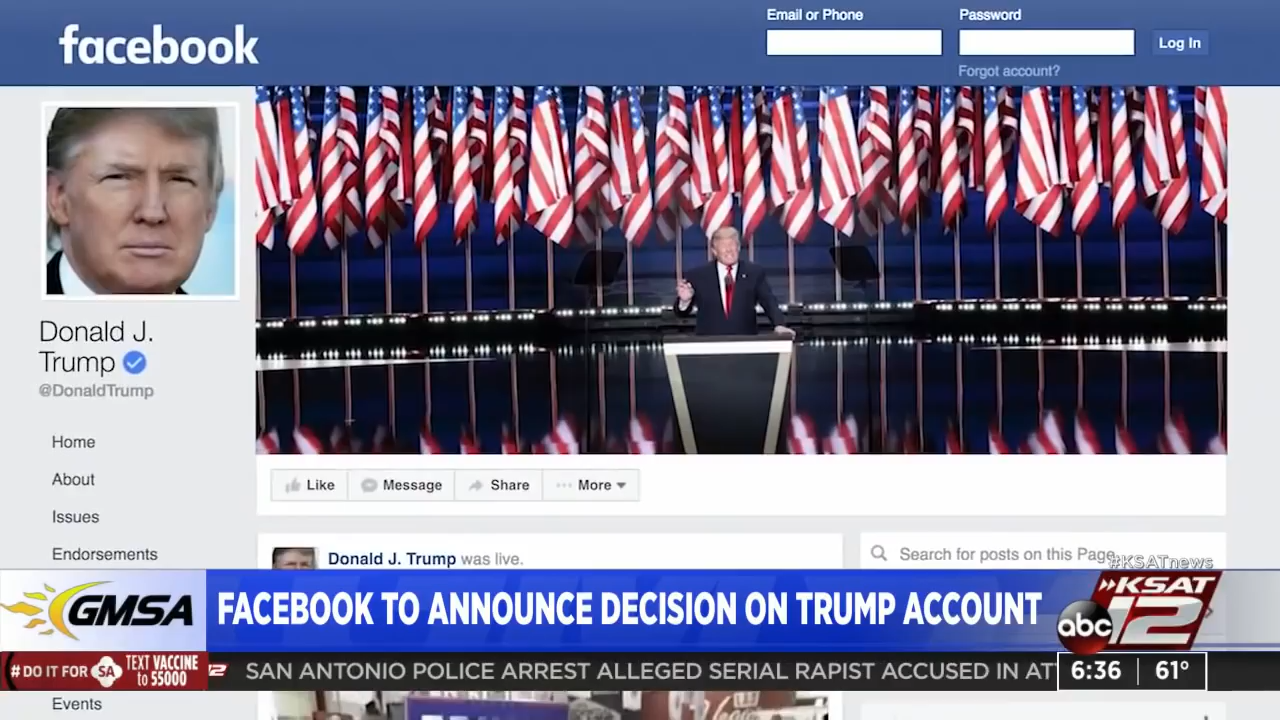 facebook
Email or Phone
Password
Log In
Forgot account?
Donald J.
Trump
@DonaldTrump
Home
About
Issues
Endorsements
Like
Message
Share
More
Donald J. Trump was live.
Search for posts on this Page
#KSATnews
GMSA
FACEBOOK TO ANNOUNCE DECISION ON TRUMP ACCOUNT
KSAT
abc
12
#DO IT FOR SA
TEXT VACCINE
to 55000
SAN ANTONIO POLICE ARREST ALLEGED SERIAL RAPIST ACCUSED IN AT
6:36
61°
Events